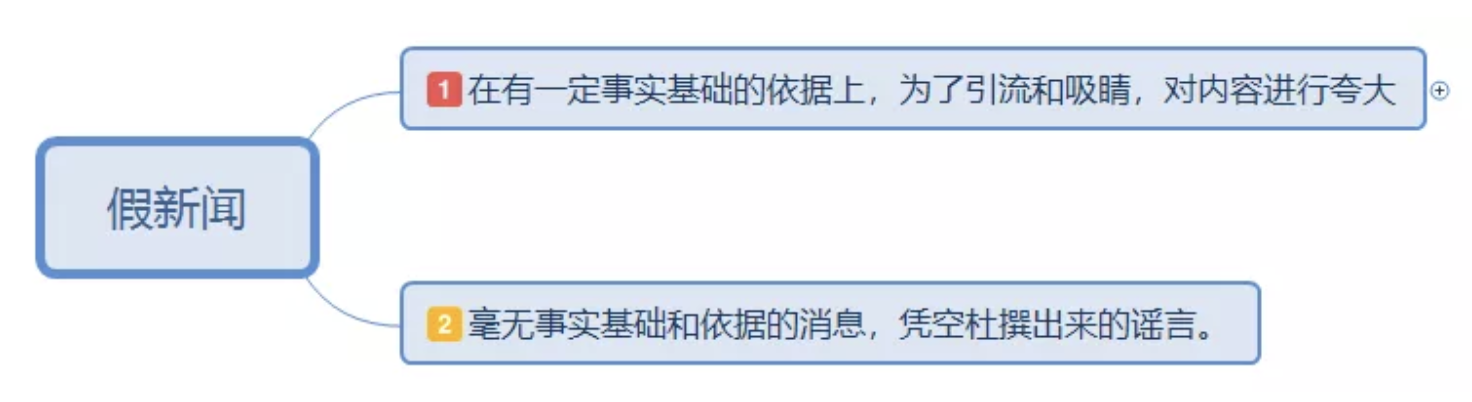 1 在有一定事实基础的依据上，为了引流和吸睛，对内容进行夸大
假新闻
2 毫无事实基础和依据的消息，凭空杜撰出来的谣言。